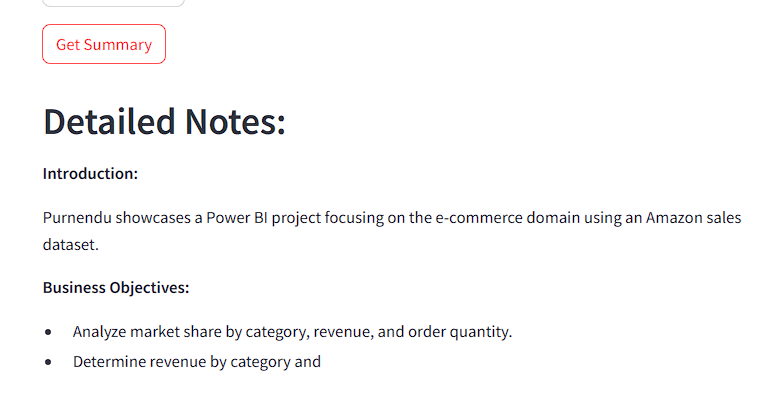 Get Summary
Detailed Notes:
Introduction:
Purnendu showcases a Power BI project focusing on the e-commerce domain using an Amazon sales
dataset.
Business Objectives:
Analyze market share by category, revenue, and order quantity.
Determine revenue by category and